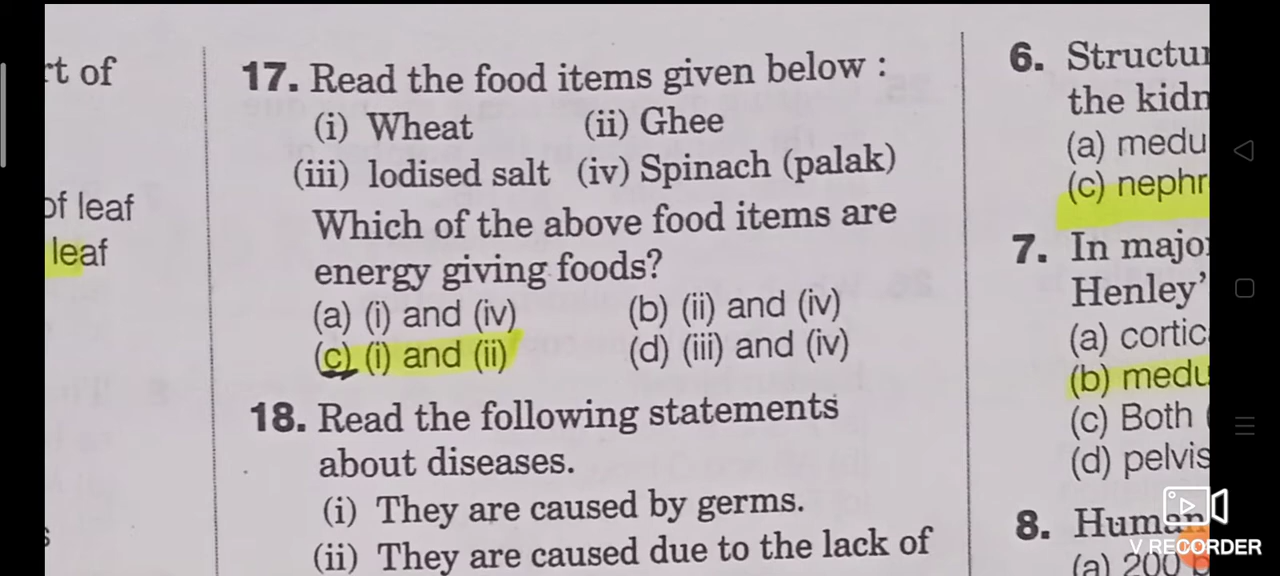 rt of
of leaf
leaf
17. Read the food items given below :
(i) Wheat (ii) Ghee
(iii) Iodised salt (iv) Spinach (palak)
Which of the above food items are
energy giving foods?
(a) (i) and (iv) (b) (ii) and (iv)
(c) (i) and (ii) (d) (iii) and (iv)
18. Read the following statements
about diseases.
(i) They are caused by germs.
(ii) They are caused due to the lack of
6. Structur
the kidn
(a) medu
(c) nephr
7. In major
Henley'
(a) cortic
(b) medu
(c) Both
(d) pelvis
8. Human
(a) 200
V RECORDER